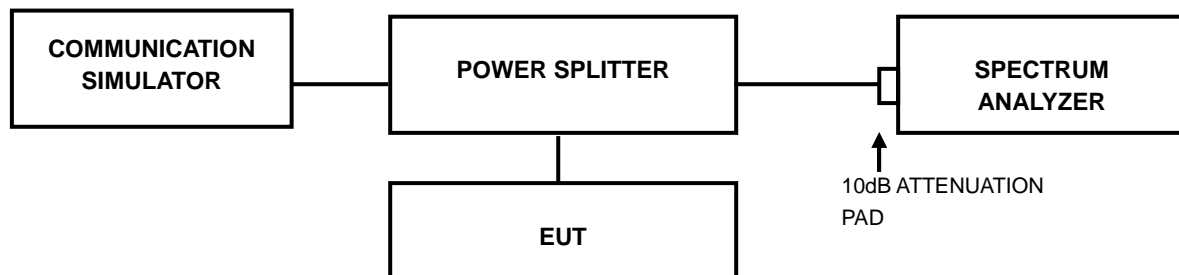 COMMUNICATION
SIMULATOR
POWER SPLITTER
SPECTRUM
ANALYZER
10dB ATTENUATION
PAD
EUT